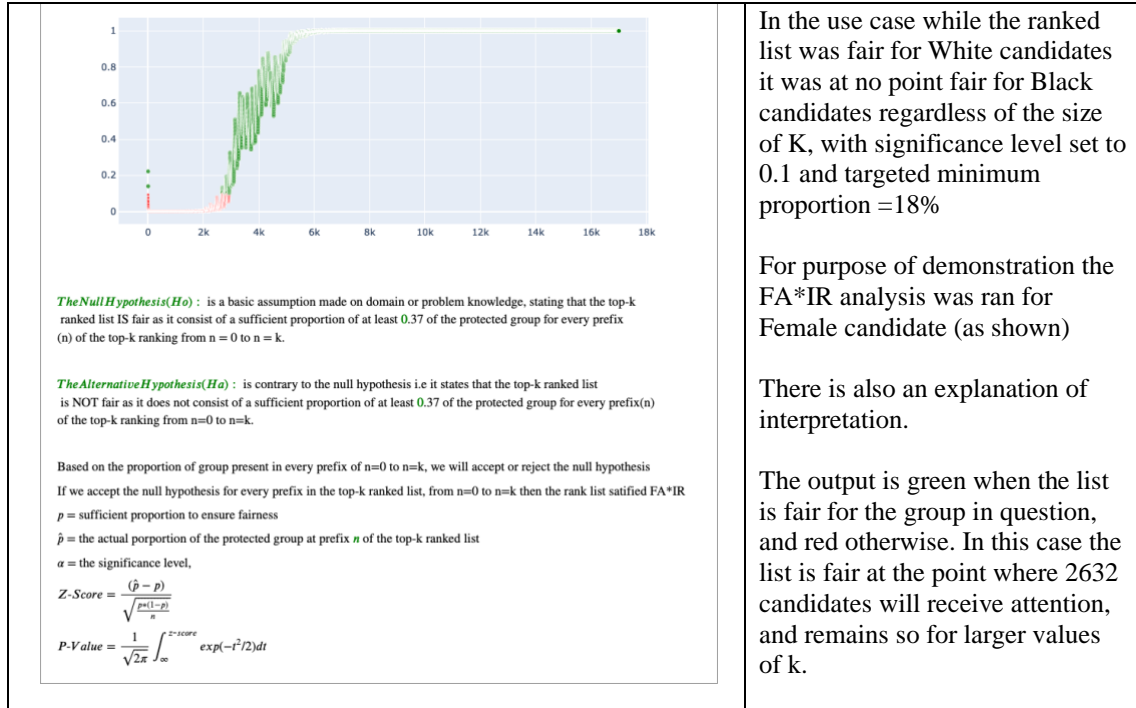 1
0.8
0.6
0.4
0.2
0
0 2k 4k 6k 8k 10k 12k 14k 16k 18k
TheNullHypothesis(Ho) : is a basic assumption made on domain or problem knowledge, stating that the top-k
ranked list IS fair as it consist of a sufficient proportion of at least 0.37 of the protected group for every prefix
(n) of the top-k ranking from n = 0 to n = k.
TheAlternativeHypothesis(Ha) : is contrary to the null hypothesis i.e it states that the top-k ranked list
is NOT fair as it does not consist of a sufficient proportion of at least 0.37 of the protected group for every prefix(n)
of the top-k ranking from n=0 to n=k.
Based on the proportion of group present in every prefix of n=0 to n=k, we will accept or reject the null hypothesis
If we accept the null hypothesis for every prefix in the top-k ranked list, from n=0 to n=k then the rank list satified FA*IR
p = sufficient proportion to ensure fairness
p̂ = the actual porportion of the protected group at prefix n of the top-k ranked list
α = the significance level,
Z-Score = (p̂ − p) / √(p*(1−p)/n)
P-Value = 1/√2π ∫∞^z−score exp(−t²/2)dt
In the use case while the ranked
list was fair for White candidates
it was at no point fair for Black
candidates regardless of the size
of K, with significance level set to
0.1 and targeted minimum
proportion =18%
For purpose of demonstration the
FA*IR analysis was ran for
Female candidate (as shown)
There is also an explanation of
interpretation.
The output is green when the list
is fair for the group in question,
and red otherwise. In this case the
list is fair at the point where 2632
candidates will receive attention,
and remains so for larger values
of k.